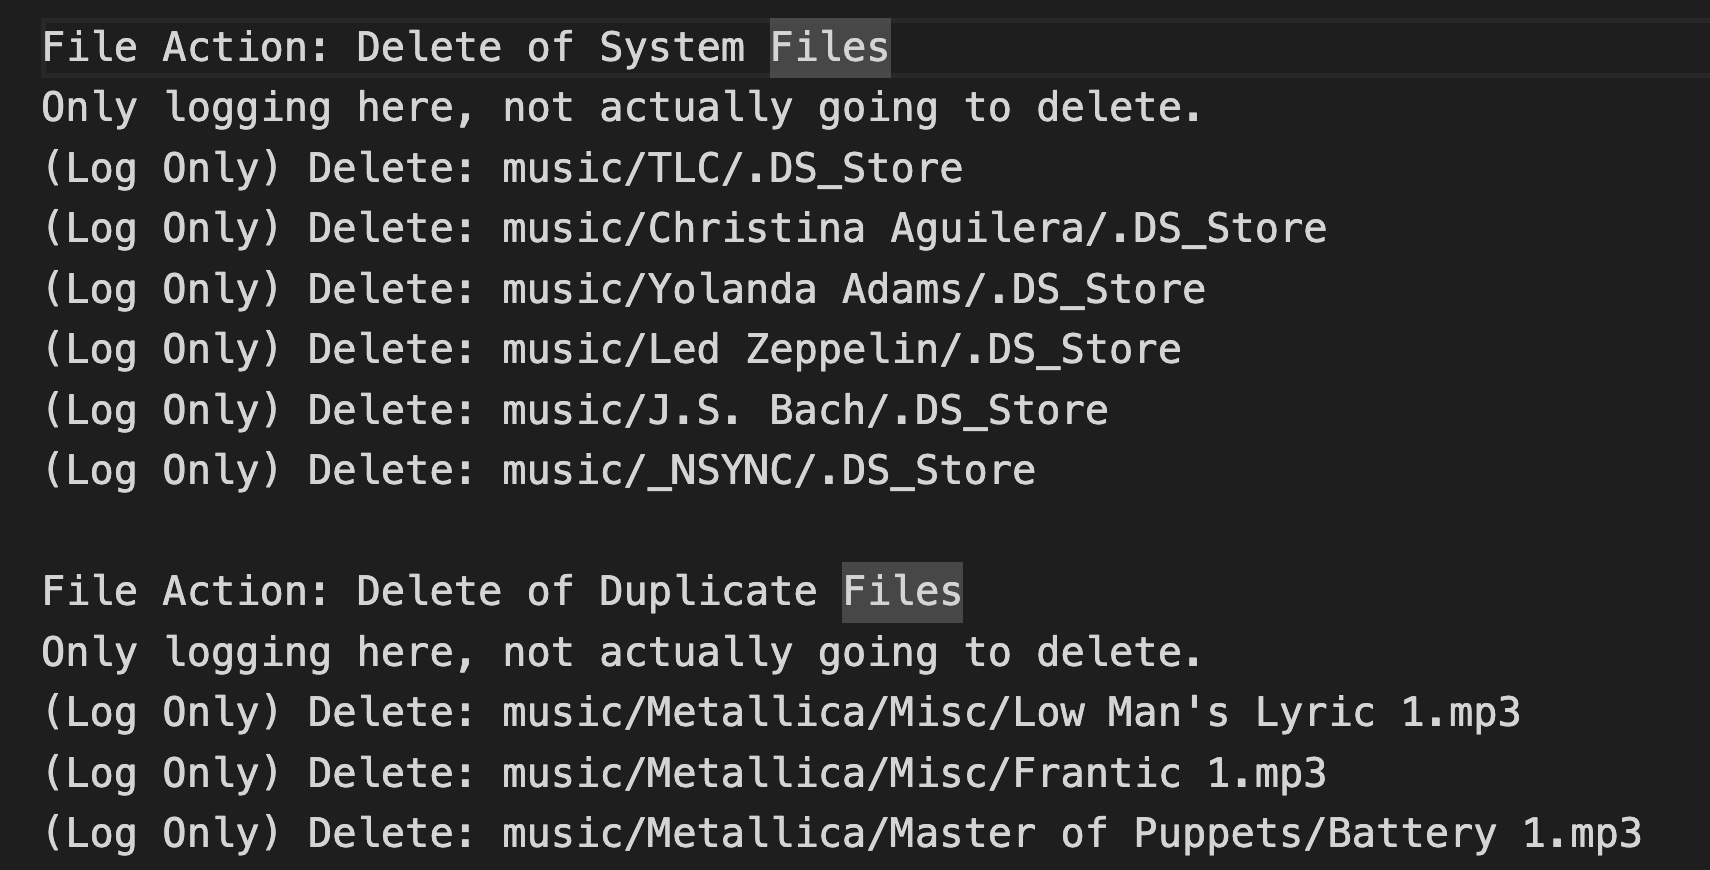 File Action: Delete of System Files
Only logging here, not actually going to delete.
(Log Only) Delete: music/TLC/.DS_Store
(Log Only) Delete: music/Christina Aguilera/.DS_Store
(Log Only) Delete: music/Yolanda Adams/.DS_Store
(Log Only) Delete: music/Led Zeppelin/.DS_Store
(Log Only) Delete: music/J.S. Bach/.DS_Store
(Log Only) Delete: music/_NSYNC/.DS_Store

File Action: Delete of Duplicate Files
Only logging here, not actually going to delete.
(Log Only) Delete: music/Metallica/Misc/Low Man's Lyric 1.mp3
(Log Only) Delete: music/Metallica/Misc/Frantic 1.mp3
(Log Only) Delete: music/Metallica/Master of Puppets/Battery 1.mp3